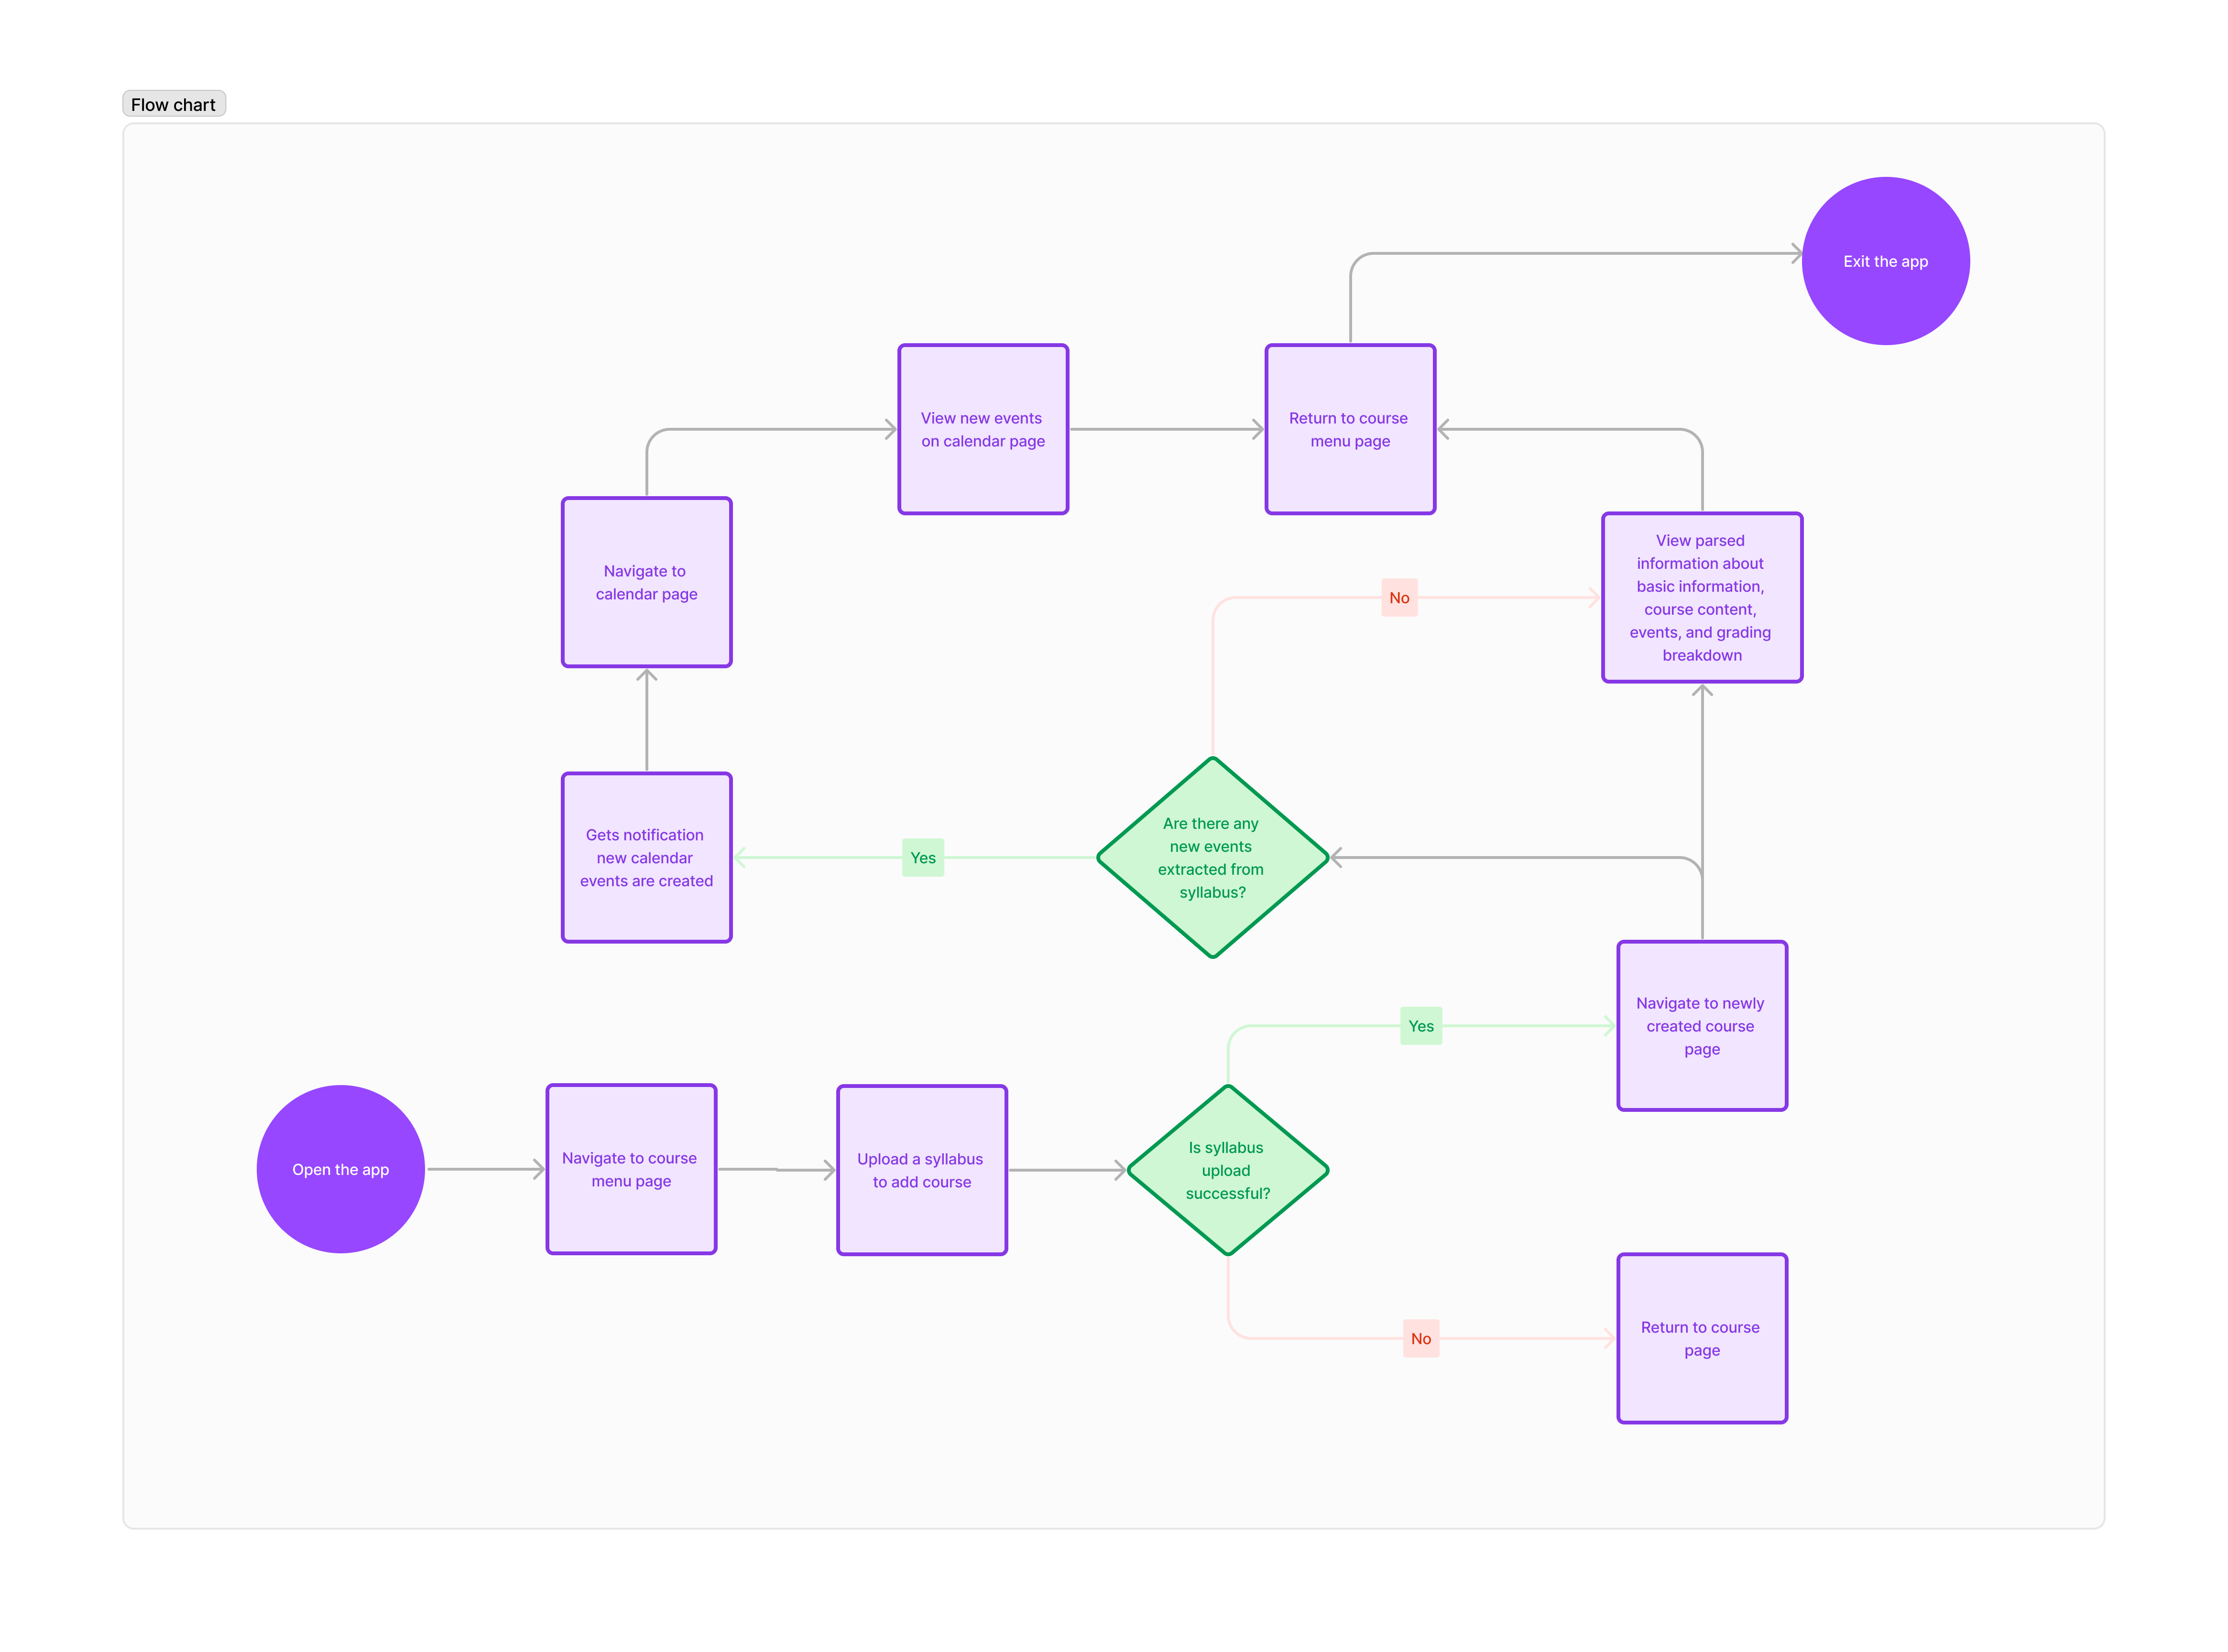 Flow chart
Exit the app
View new events
on calendar page
Return to course
menu page
Navigate to
calendar page
View parsed
information about
basic information,
course content,
events, and grading
breakdown
No
Gets notification
new calendar
events are created
Yes
Are there any
new events
extracted from
syllabus?
Navigate to newly
created course
page
Yes
Open the app
Navigate to course
menu page
Upload a syllabus
to add course
Is syllabus
upload
successful?
No
Return to course
page